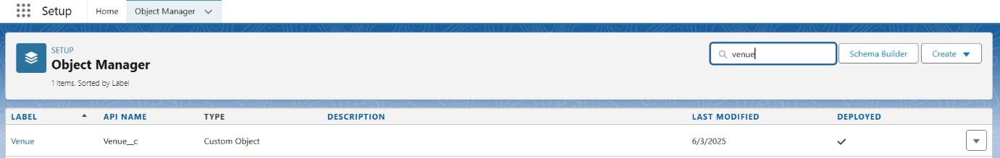 Setup Home Object Manager
SETUP
Object Manager
1 Items, Sorted by Label
venue Schema Builder Create
LABEL API NAME TYPE DESCRIPTION LAST MODIFIED DEPLOYED
Venue Venue__c Custom Object 6/3/2025